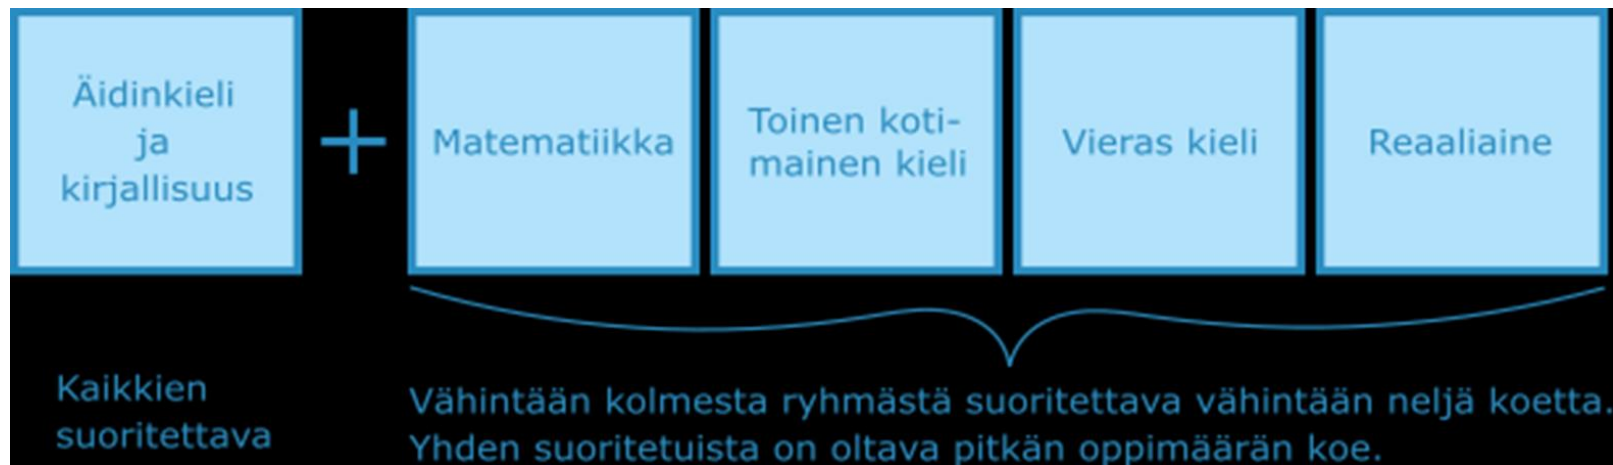 Äidinkieli
ja
kirjallisuus
+
Matematiikka
Toinen koti-
mainen kieli
Vieras kieli
Reaaliaine
Kaikkien
suoritettava
Vähintään kolmesta ryhmästä suoritettava vähintään neljä koetta.
Yhden suoritetuista on oltava pitkän oppimäärän koe.